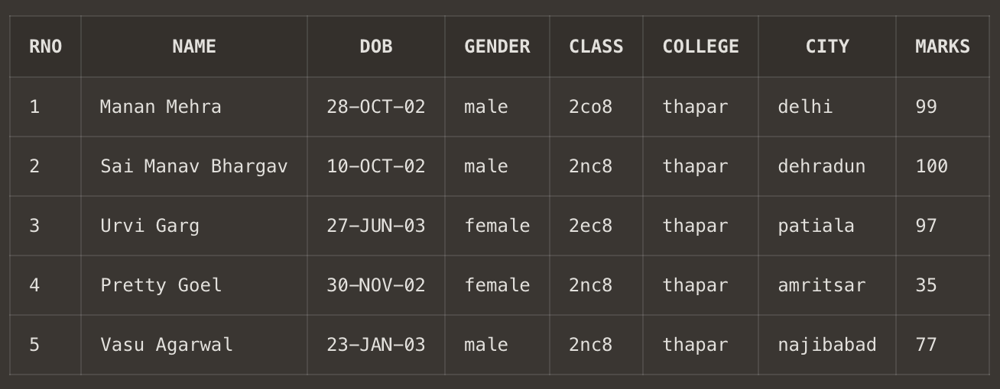 RNO NAME DOB GENDER CLASS COLLEGE CITY MARKS
1 Manan Mehra 28-OCT-02 male 2co8 thapar delhi 99
2 Sai Manav Bhargav 10-OCT-02 male 2nc8 thapar dehradun 100
3 Urvi Garg 27-JUN-03 female 2ec8 thapar patiala 97
4 Pretty Goel 30-NOV-02 female 2nc8 thapar amritsar 35
5 Vasu Agarwal 23-JAN-03 male 2nc8 thapar najibabad 77